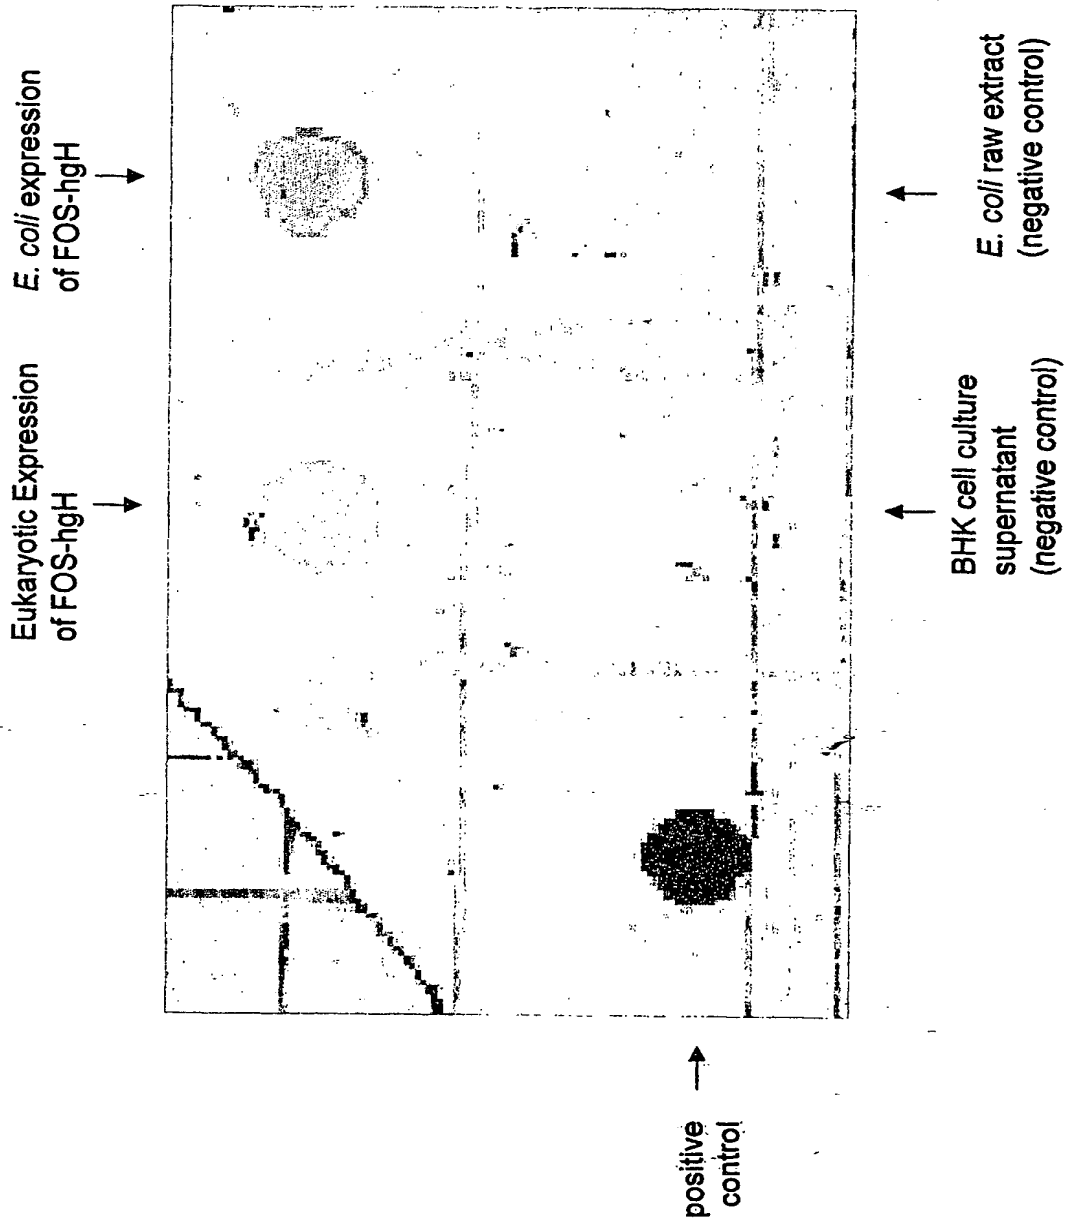 Eukaryotic Expression
of FOS-hgH
E. coli expression
of FOS-hgH
positive
control
BHK cell culture
supernatant
(negative control)
E. coli raw extract
(negative control)